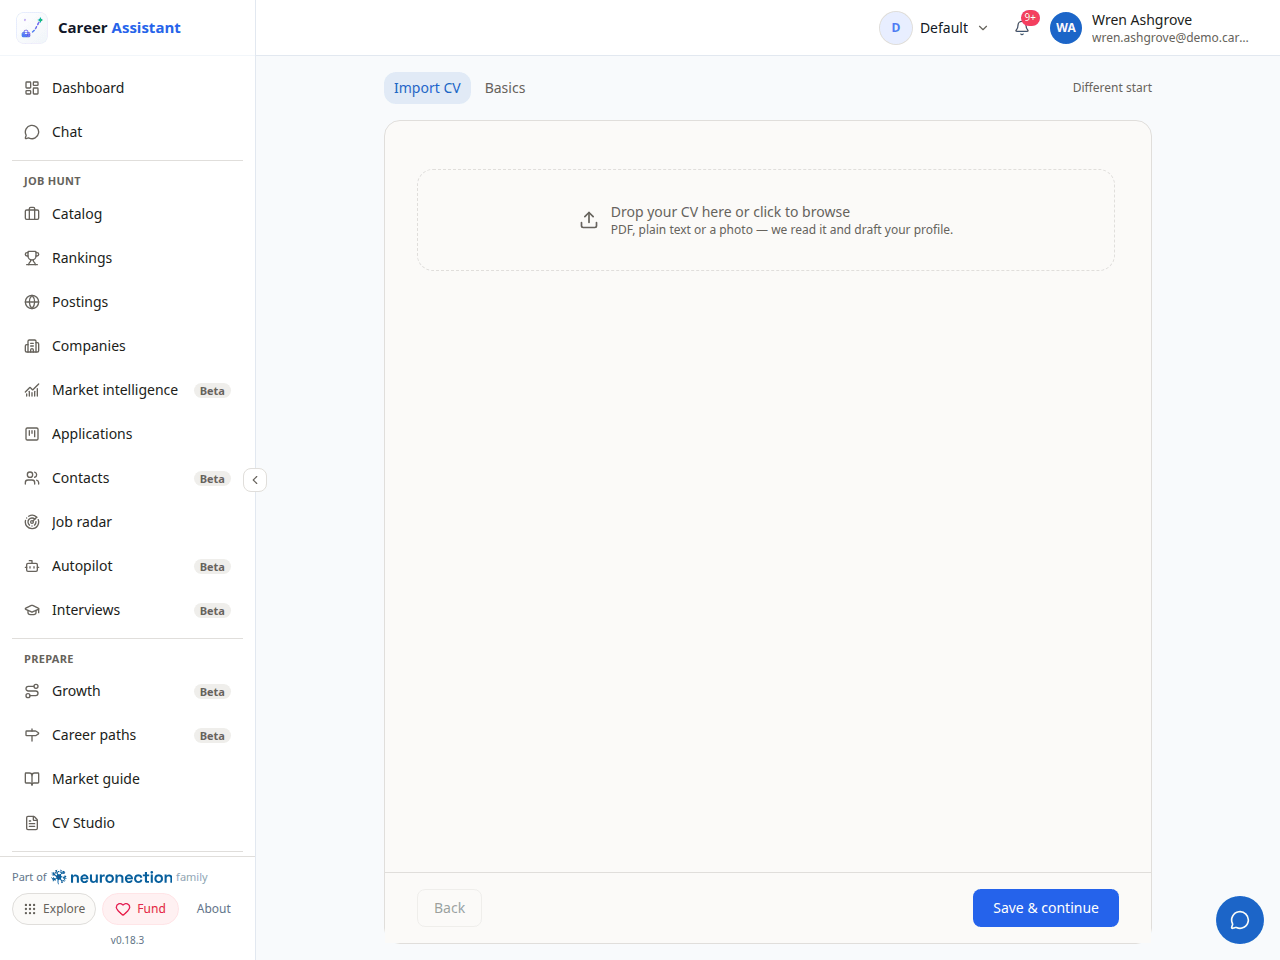 Career Assistant
D Default
9+
WA
Wren Ashgrove
wren.ashgrove@demo.car...
Dashboard
Chat
JOB HUNT
Catalog
Rankings
Postings
Companies
Market intelligence Beta
Applications
Contacts Beta
Job radar
Autopilot Beta
Interviews Beta
PREPARE
Growth Beta
Career paths Beta
Market guide
CV Studio
Part of neuronection family
Explore Fund About
v0.18.3
Import CV Basics Different start
Drop your CV here or click to browse
PDF, plain text or a photo — we read it and draft your profile.
Back Save & continue